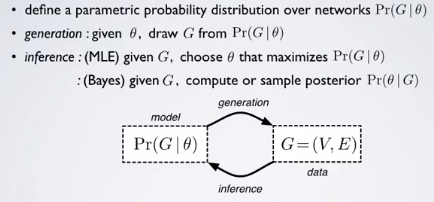 • define a parametric probability distribution over networks Pr(G | θ)
• generation : given θ, draw G from Pr(G | θ)
• inference : (MLE) given G, choose θ that maximizes Pr(G | θ)
: (Bayes) given G, compute or sample posterior Pr(θ | G)
generation
model
Pr(G | θ)
G = (V, E)
data
inference